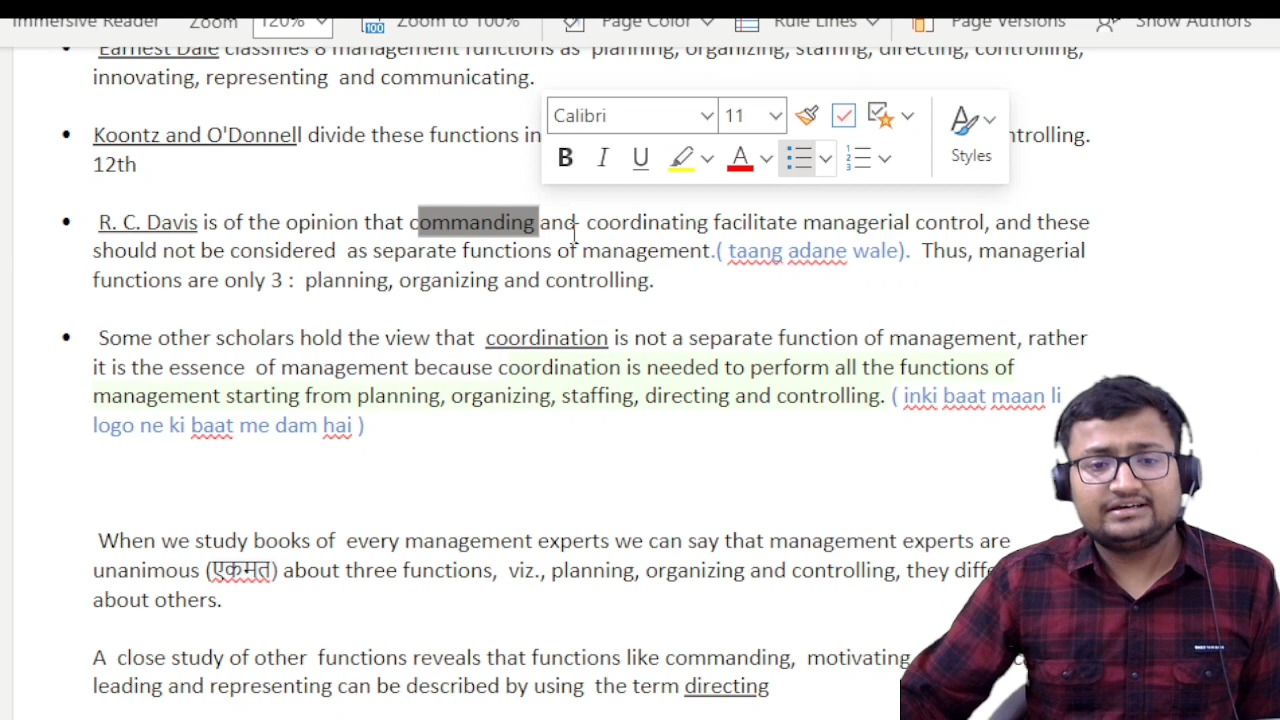 Immersive Reader Zoom 120% Zoom to 100% Page Color Rule Lines Page Versions Show Authors
Earnest Dale classifies 8 management functions as planning, organizing, staffing, directing, controlling,
innovating, representing and communicating.
Calibri 11
Styles
Koontz and O'Donnell divide these functions in ntrolling.
12th
B I U A
R. C. Davis is of the opinion that commanding and coordinating facilitate managerial control, and these
should not be considered as separate functions of management.( taang adane wale). Thus, managerial
functions are only 3 : planning, organizing and controlling.
Some other scholars hold the view that coordination is not a separate function of management, rather
it is the essence of management because coordination is needed to perform all the functions of
management starting from planning, organizing, staffing, directing and controlling. ( inki baat maan li
logo ne ki baat me dam hai )
When we study books of every management experts we can say that management experts are
unanimous (एकमत) about three functions, viz., planning, organizing and controlling, they diffe
about others.
A close study of other functions reveals that functions like commanding, motivating
leading and representing can be described by using the term directing